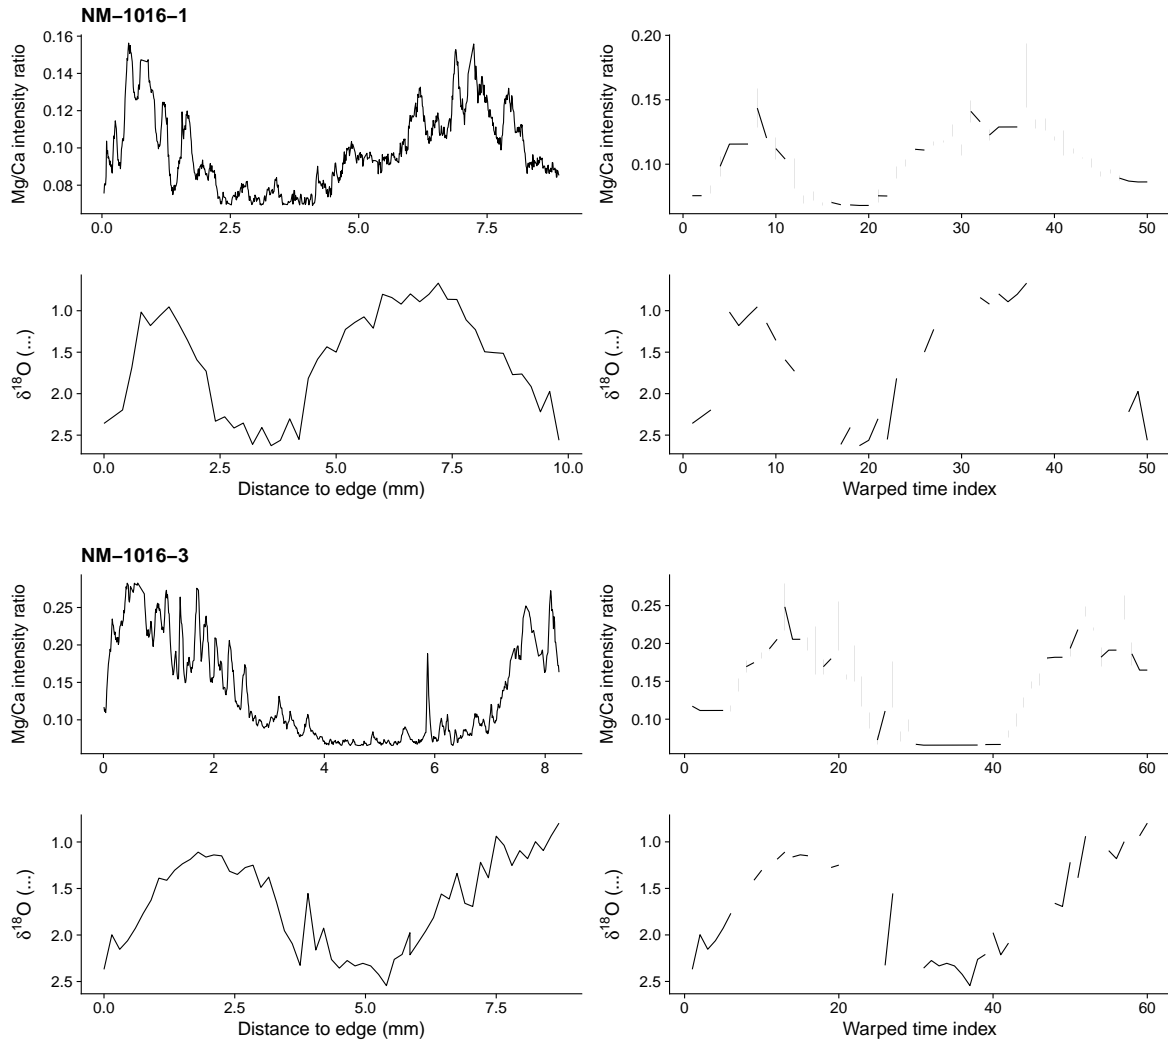 NM−1016−1
Mg/Ca intensity ratio
0.16
0.14
0.12
0.10
0.08
0.0 2.5 5.0 7.5
Mg/Ca intensity ratio
0.20
0.15
0.10
0 10 20 30 40 50
δ18O (....)
1.0
1.5
2.0
2.5
0.0 2.5 5.0 7.5 10.0
Distance to edge (mm)
δ18O (....)
1.0
1.5
2.0
2.5
0 10 20 30 40 50
Warped time index
NM−1016−3
Mg/Ca intensity ratio
0.25
0.20
0.15
0.10
0 2 4 6 8
Mg/Ca intensity ratio
0.25
0.20
0.15
0.10
0 20 40 60
δ18O (....)
1.0
1.5
2.0
2.5
0.0 2.5 5.0 7.5
Distance to edge (mm)
δ18O (....)
1.0
1.5
2.0
2.5
0 20 40 60
Warped time index